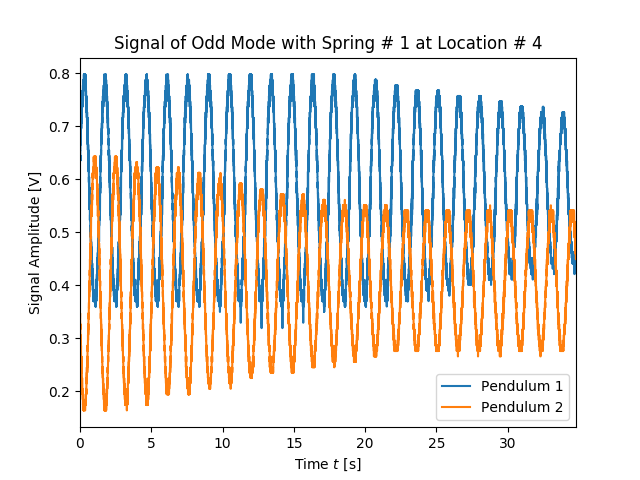 Signal of Odd Mode with Spring # 1 at Location # 4
Signal Amplitude [V]
0.8
0.7
0.6
0.5
0.4
0.3
0.2
0 5 10 15 20 25 30
Time t [s]
Pendulum 1
Pendulum 2